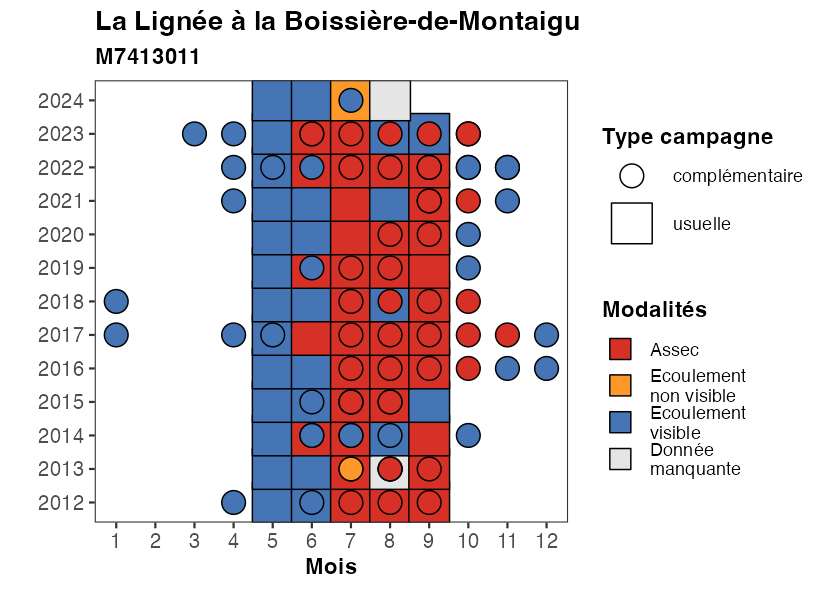 La Lignée à la Boissière-de-Montaigu
M7413011
2024
2023
2022
2021
2020
2019
2018
2017
2016
2015
2014
2013
2012
1 2 3 4 5 6 7 8 9 10 11 12
Mois
Type campagne
complémentaire
usuelle
Modalités
Assec
Ecoulement
non visible
Ecoulement
visible
Donnée
manquante